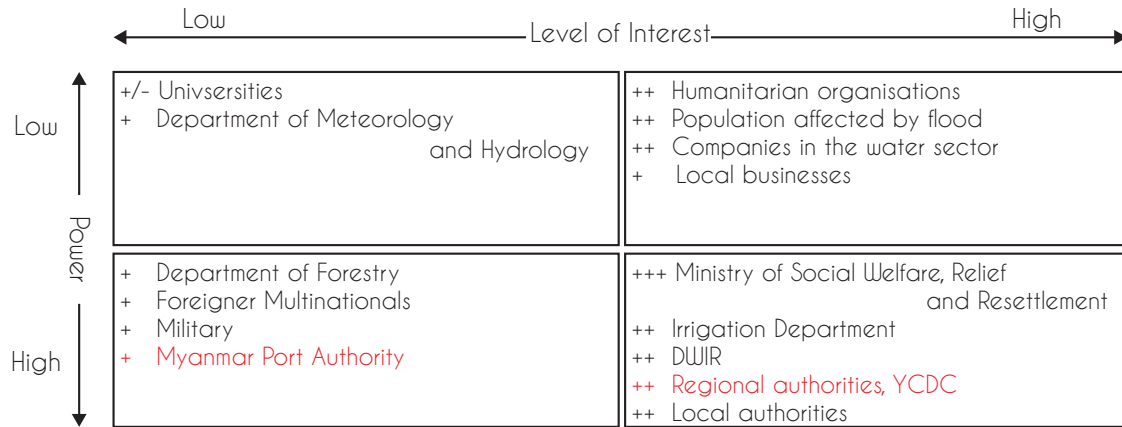 Low
High
Level of Interest
Low
Power
High
+/- Univsersities
+ Department of Meteorology
and Hydrology
++ Humanitarian organisations
++ Population affected by flood
++ Companies in the water sector
+ Local businesses
+ Department of Forestry
+ Foreigner Multinationals
+ Military
+ Myanmar Port Authority
+++ Ministry of Social Welfare, Relief
and Resettlement
++ Irrigation Department
++ DWIR
++ Regional authorities, YCDC
++ Local authorities